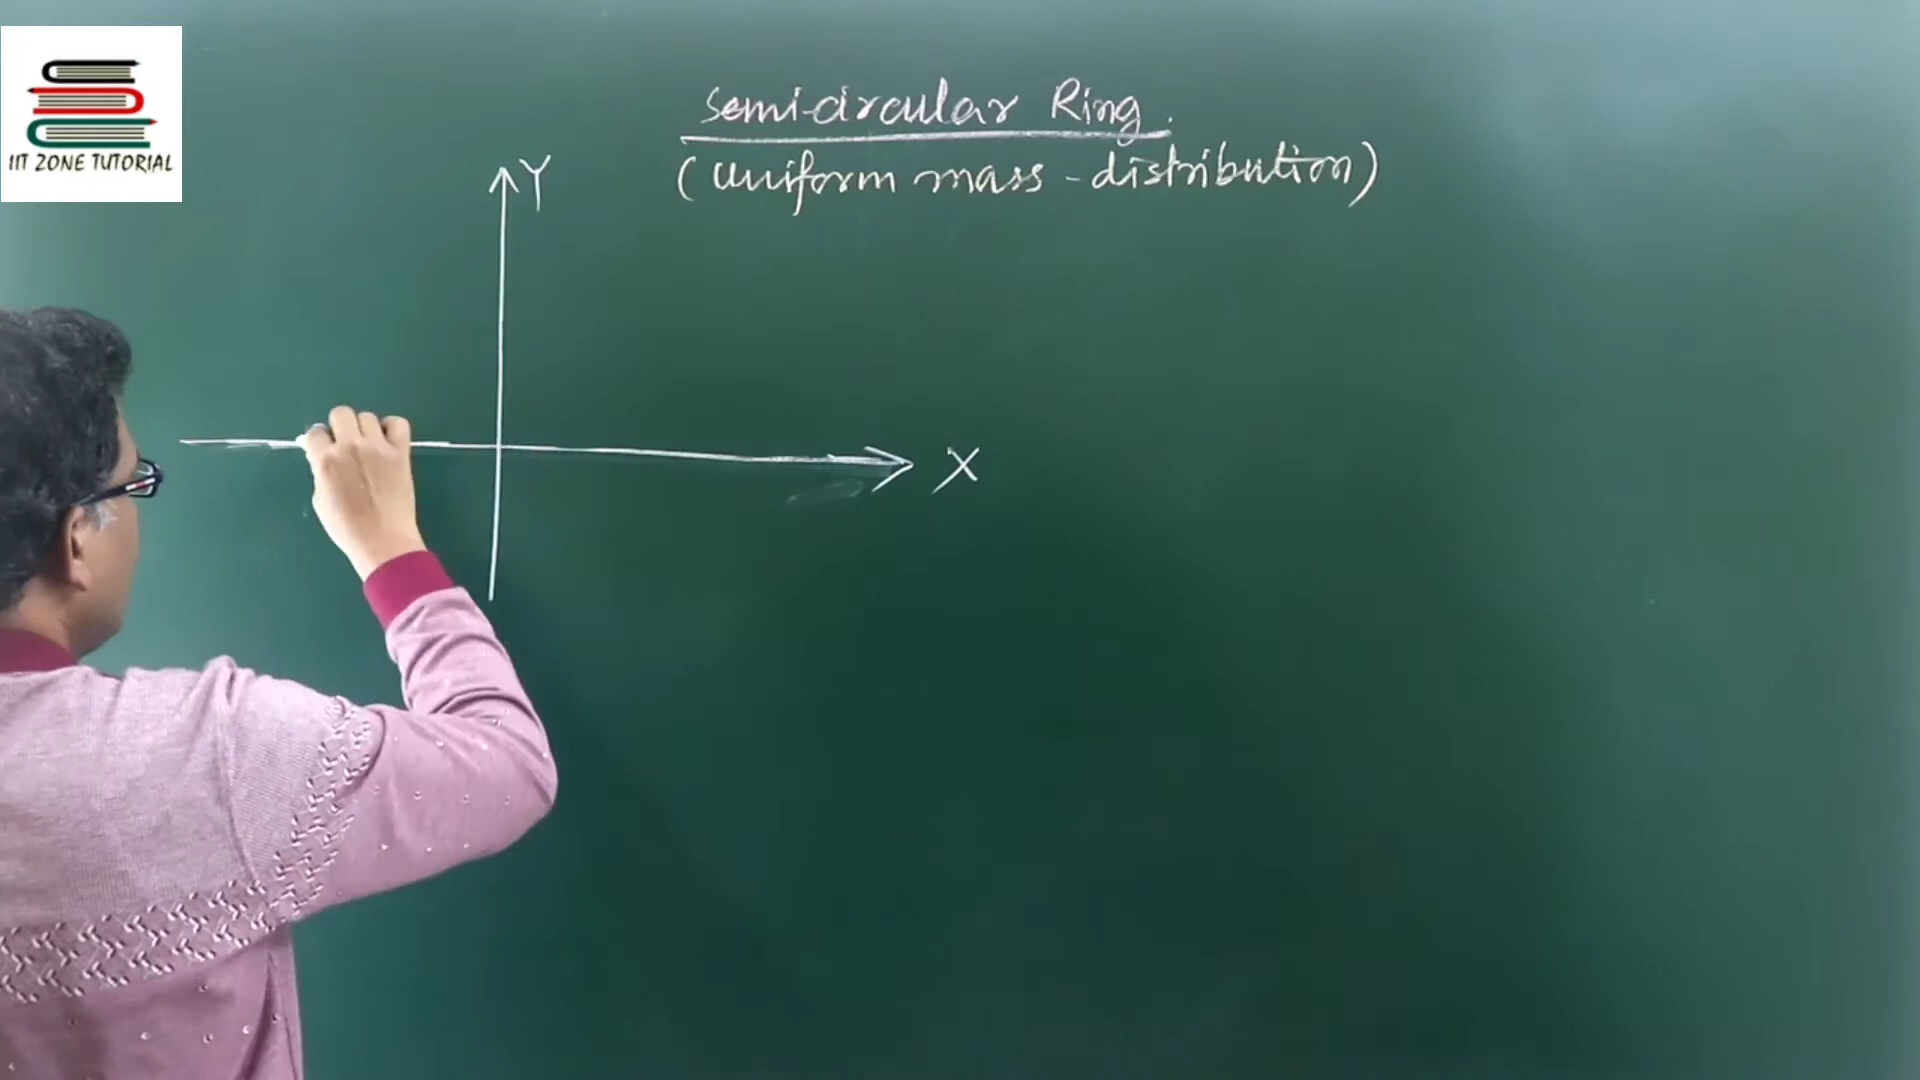 IIT ZONE TUTORIAL
Semi-circular Ring.
(Uniform mass-distribution)
Y
X